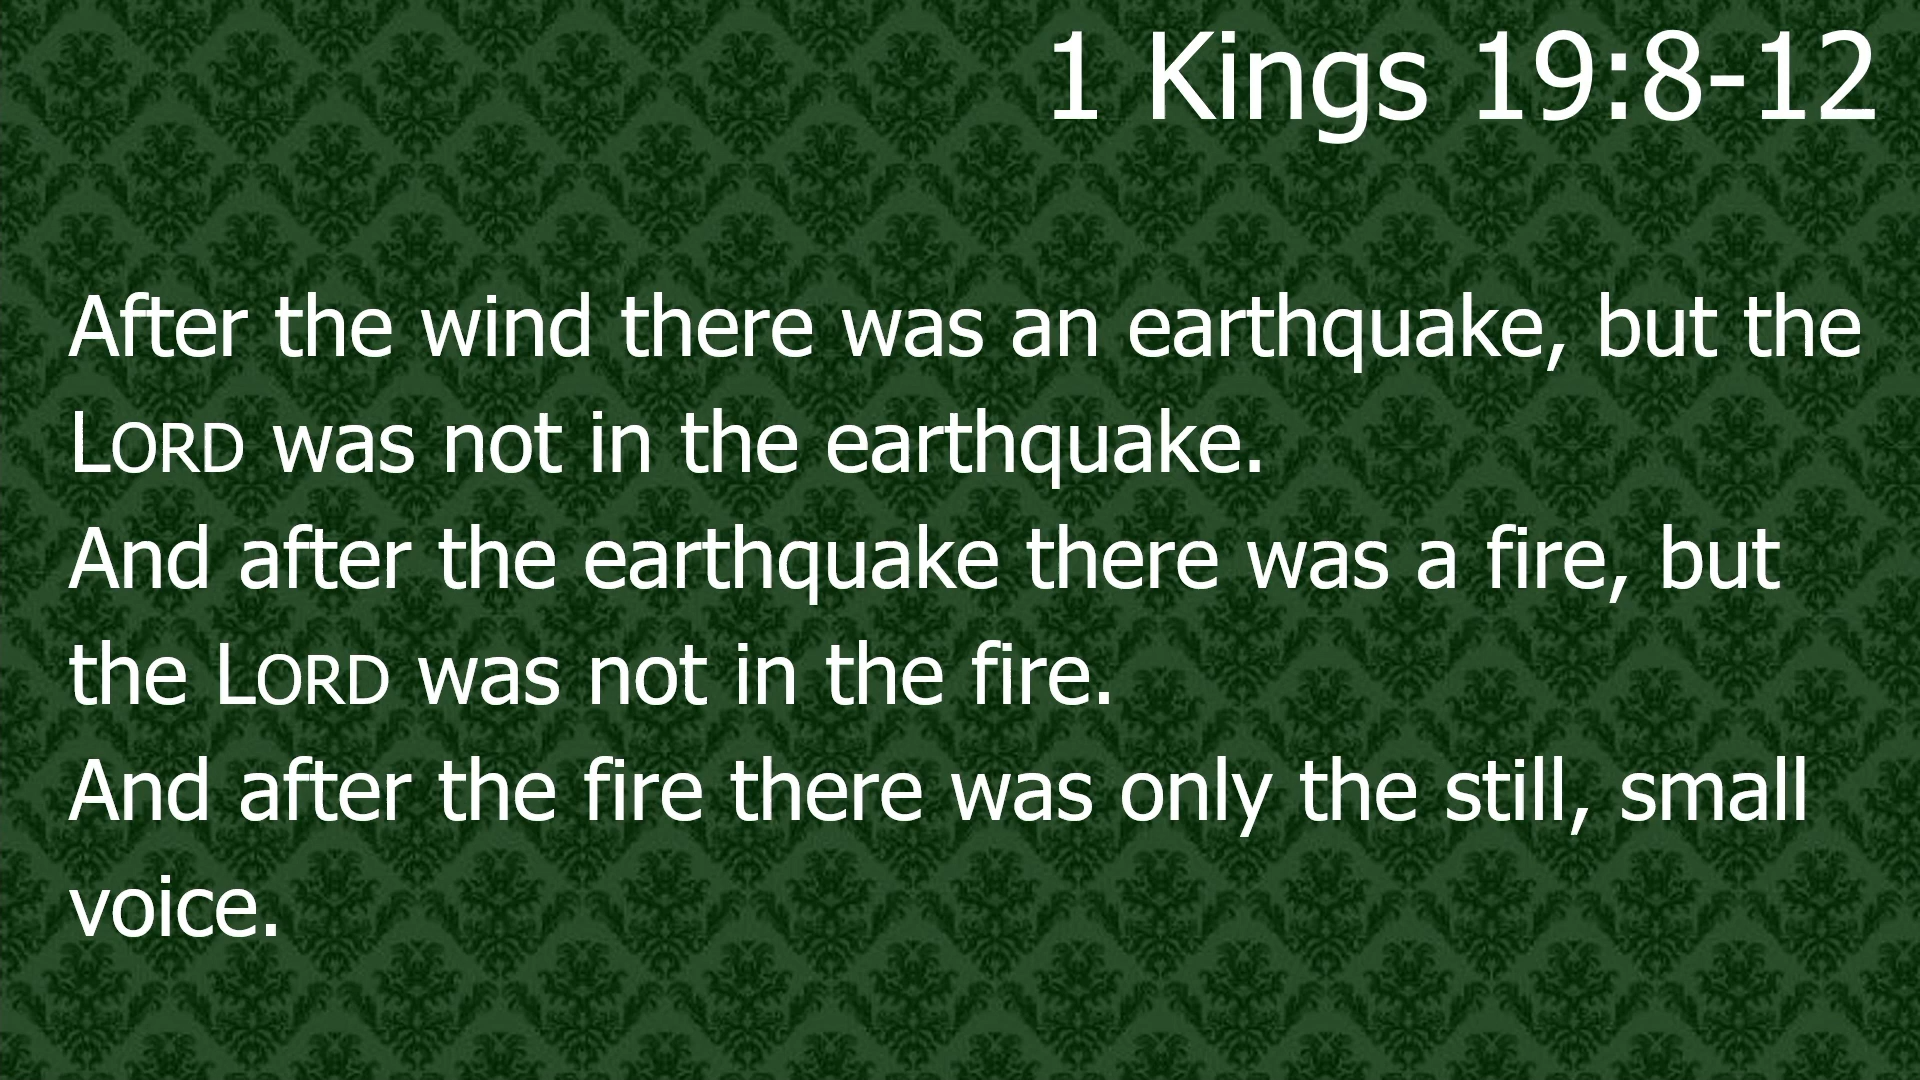 1 Kings 19:8-12
After the wind there was an earthquake, but the
LORD was not in the earthquake.
And after the earthquake there was a fire, but
the LORD was not in the fire.
And after the fire there was only the still, small
voice.